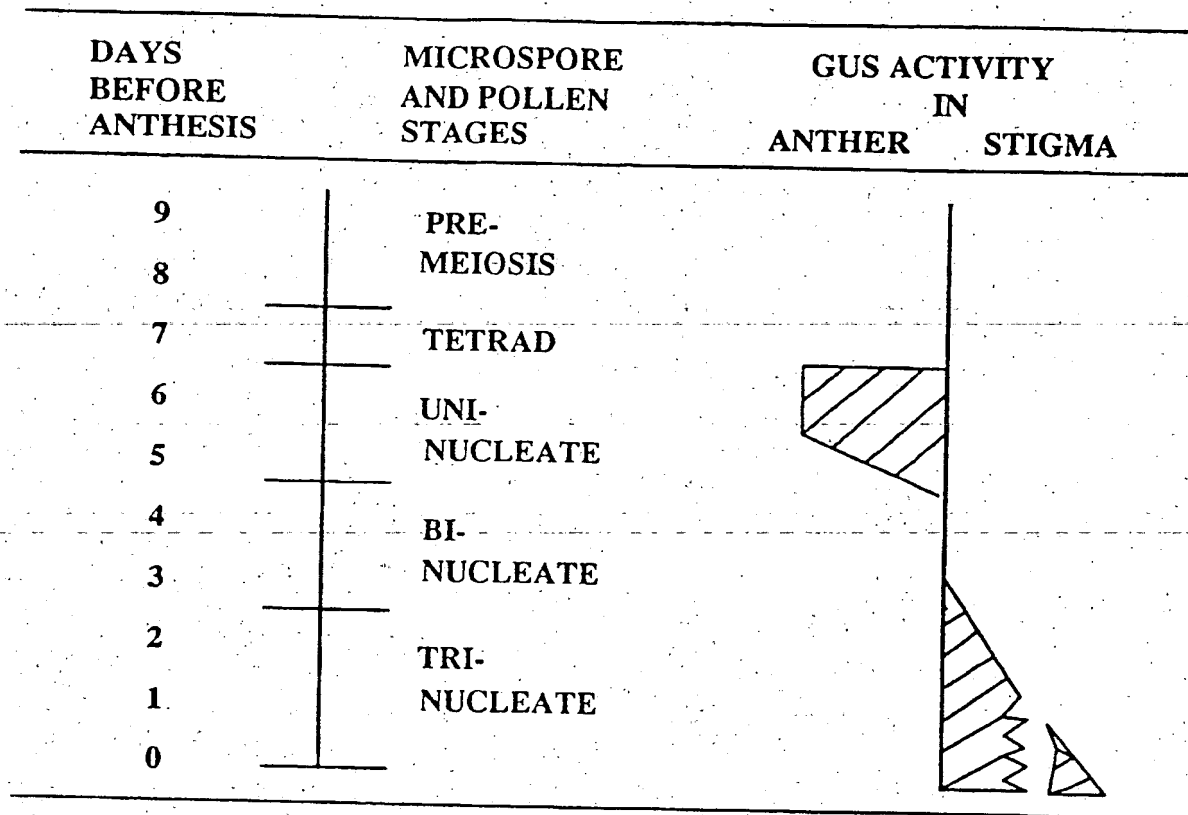 DAYS
BEFORE
ANTHESIS
MICROSPORE
AND POLLEN
STAGES
GUS ACTIVITY
IN
ANTHER STIGMA
9
8
7
6
5
4
3
2
1
0
PRE-
MEIOSIS
TETRAD
UNI-
NUCLEATE
BI-
NUCLEATE
TRI-
NUCLEATE